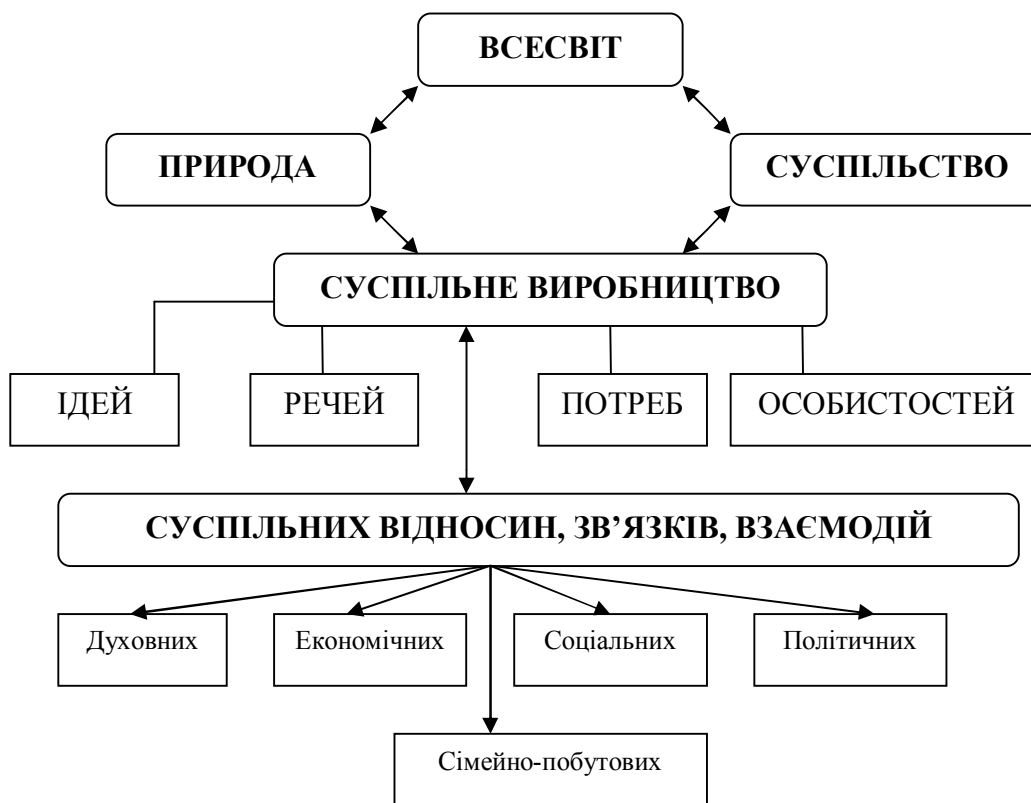 ВСЕСВІТ
ПРИРОДА
СУСПІЛЬСТВО
СУСПІЛЬНЕ ВИРОБНИЦТВО
ІДЕЙ
РЕЧЕЙ
ПОТРЕБ
ОСОБИСТОСТЕЙ
СУСПІЛЬНИХ ВІДНОСИН, ЗВ’ЯЗКІВ, ВЗАЄМОДІЙ
Духовних
Економічних
Соціальних
Політичних
Сімейно-побутових